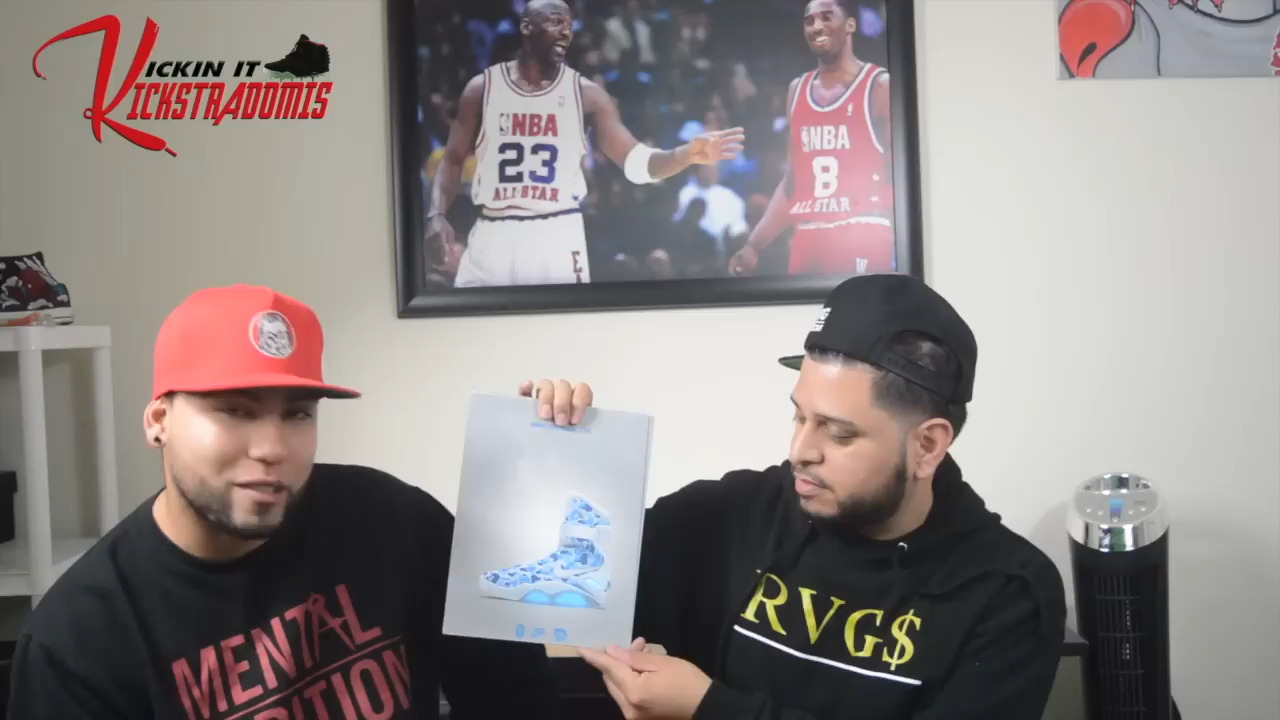 KICKIN IT
KICKSTRADOMIS
NBA
23
ALL-STAR
NBA
8
ALL STAR
MENTAL
RVG$